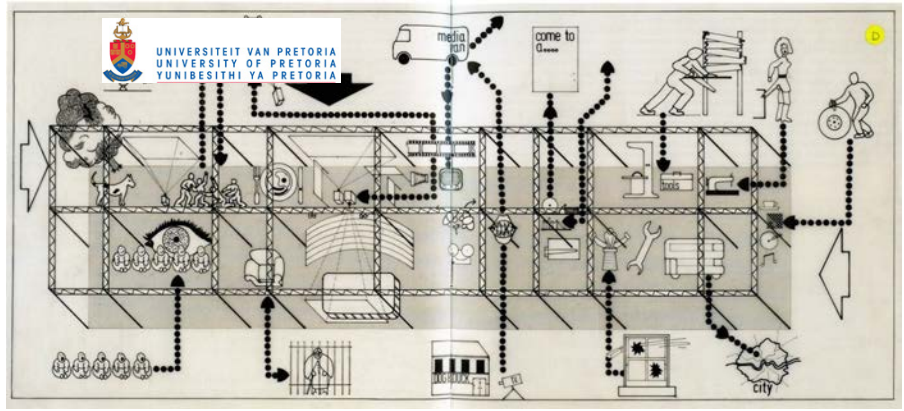 UNIVERSITEIT VAN PRETORIA
UNIVERSITY OF PRETORIA
YUNIBESITHI YA PRETORIA
media
van
come to
a....
D
tools
city